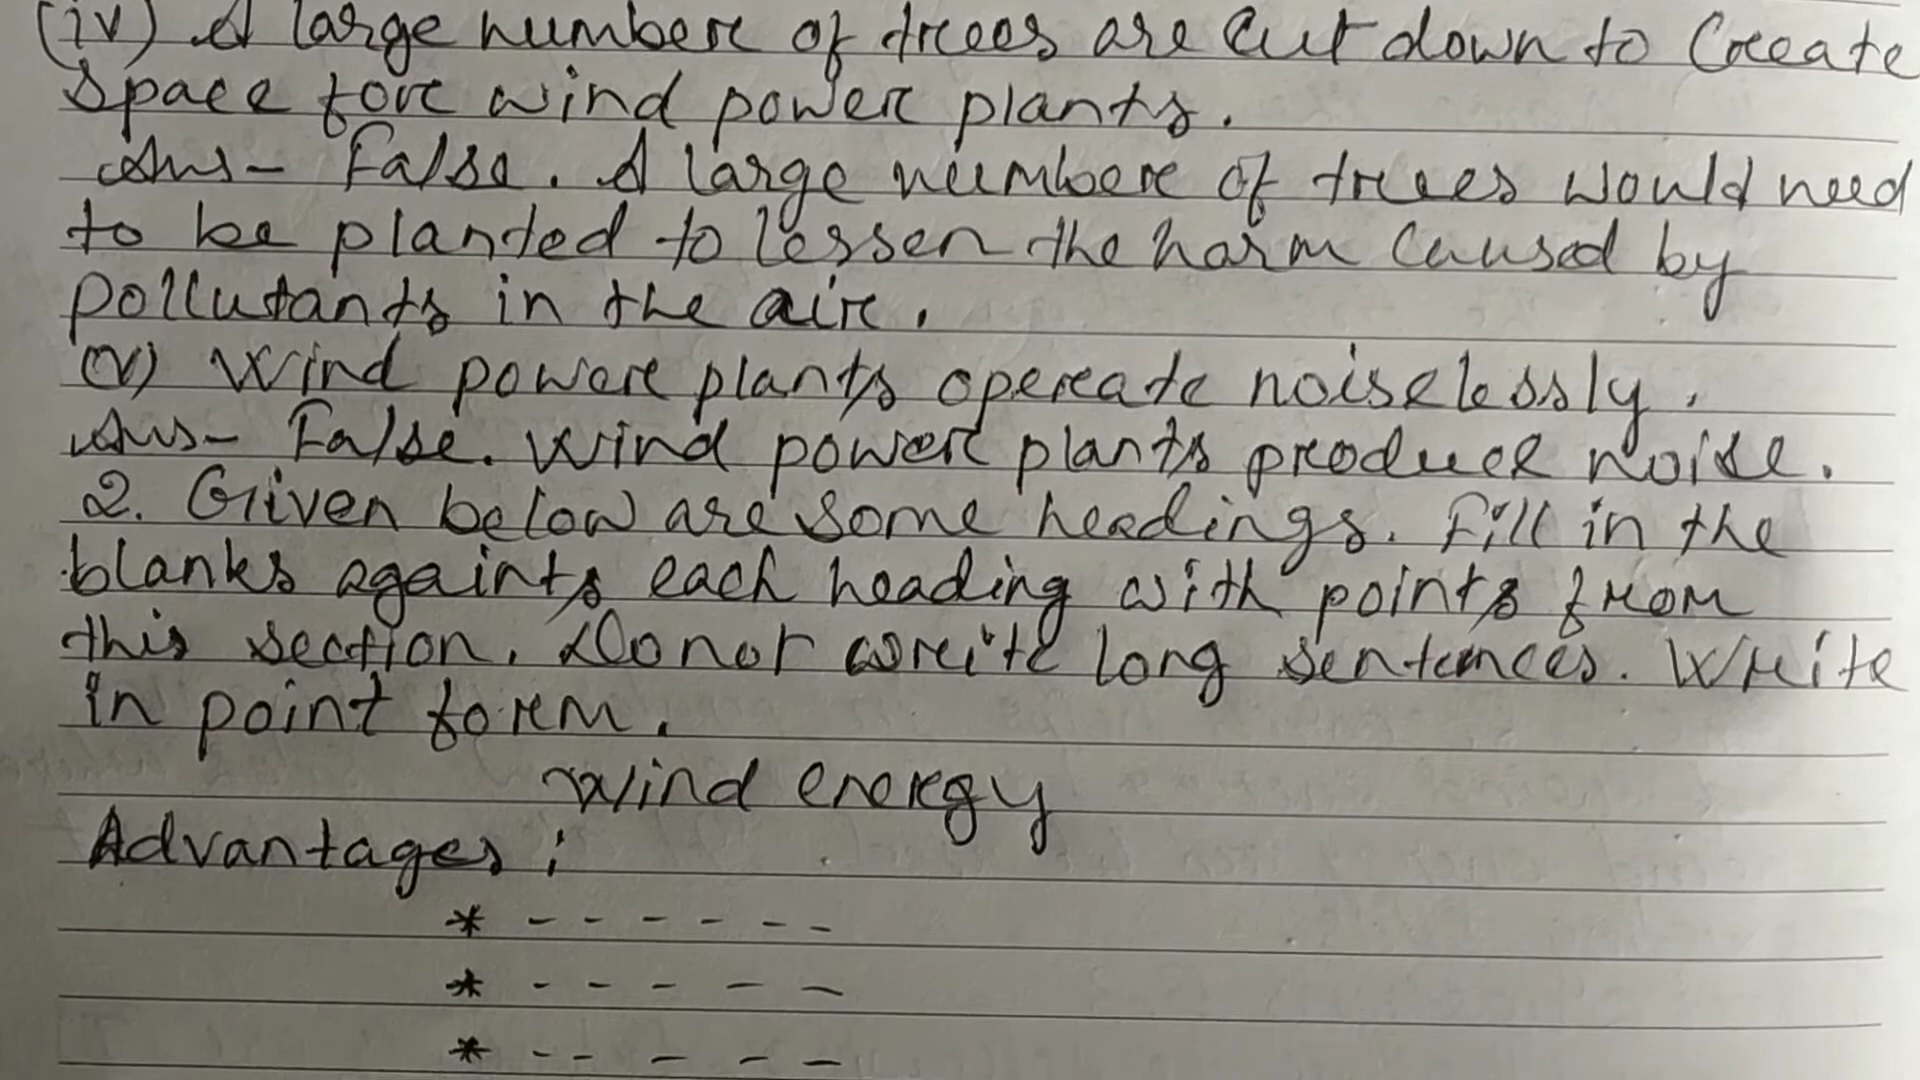 (iv) A large number of trees are cut down to create
space for wind power plants.
Ans- False. A large number of trees would need
to be planted to lessen the harm caused by
pollutants in the air.
(v) Wind power plants operate noiselessly.
Ans- False. Wind power plants produce noise.
2. Given below are some headings. Fill in the
blanks againts each heading with points from
this section. Do not write long sentences. Write
in point form.
Wind energy
Advantages :
* - - - - - -
* - - - - -
* - - - - -